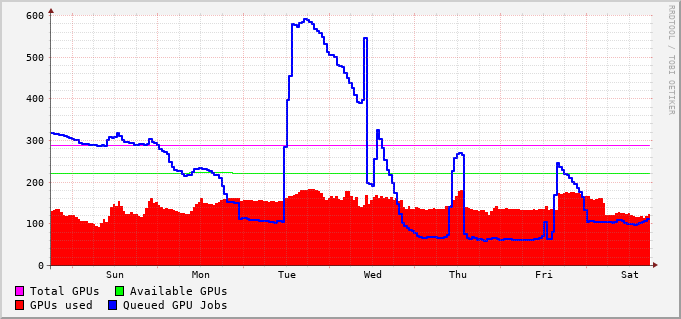 600
500
400
300
200
100
0
Sun Mon Tue Wed Thu Fri Sat
Total GPUs Available GPUs
GPUs used Queued GPU Jobs
RRDTOOL / TOBI OETIKER